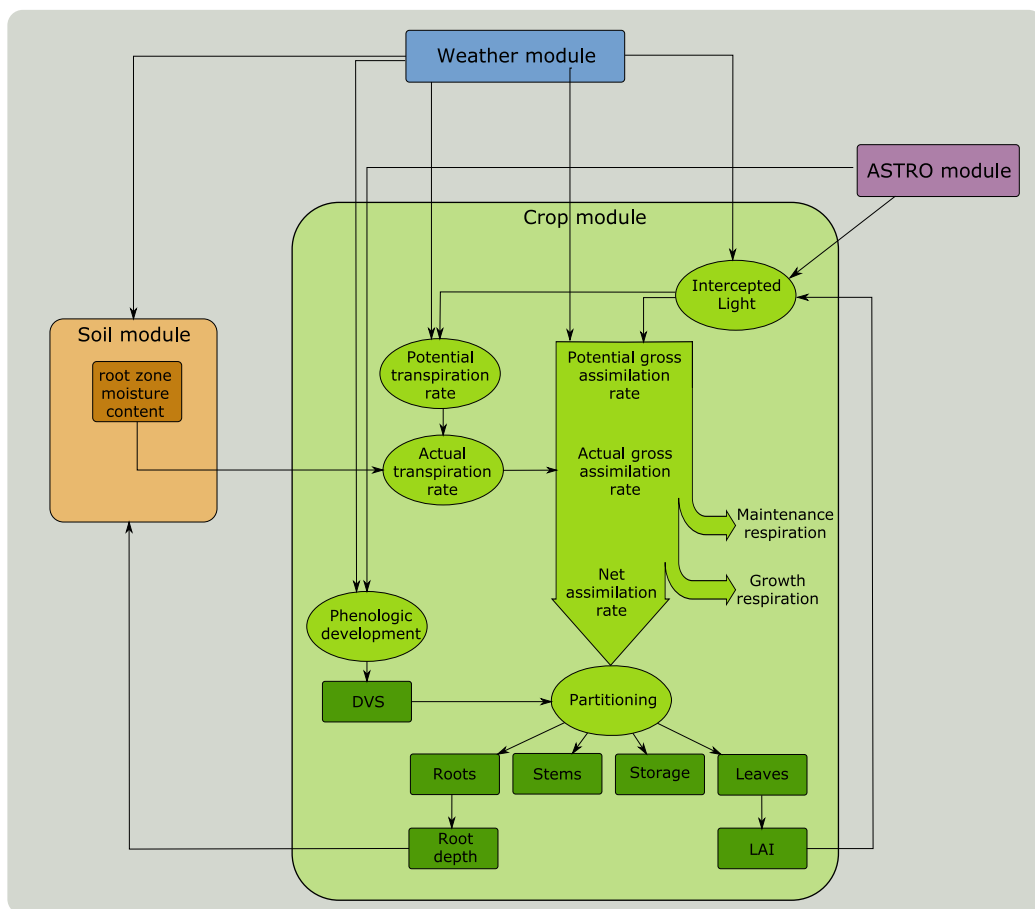 Weather module
ASTRO module
Crop module
Intercepted
Light
Soil module
root zone
moisture
content
Potential
transpiration
rate
Potential gross
assimilation
rate
Actual
transpiration
rate
Actual gross
assimilation
rate
Maintenance
respiration
Net
assimilation
rate
Growth
respiration
Phenologic
development
DVS
Partitioning
Roots
Stems
Storage
Leaves
Root
depth
LAI